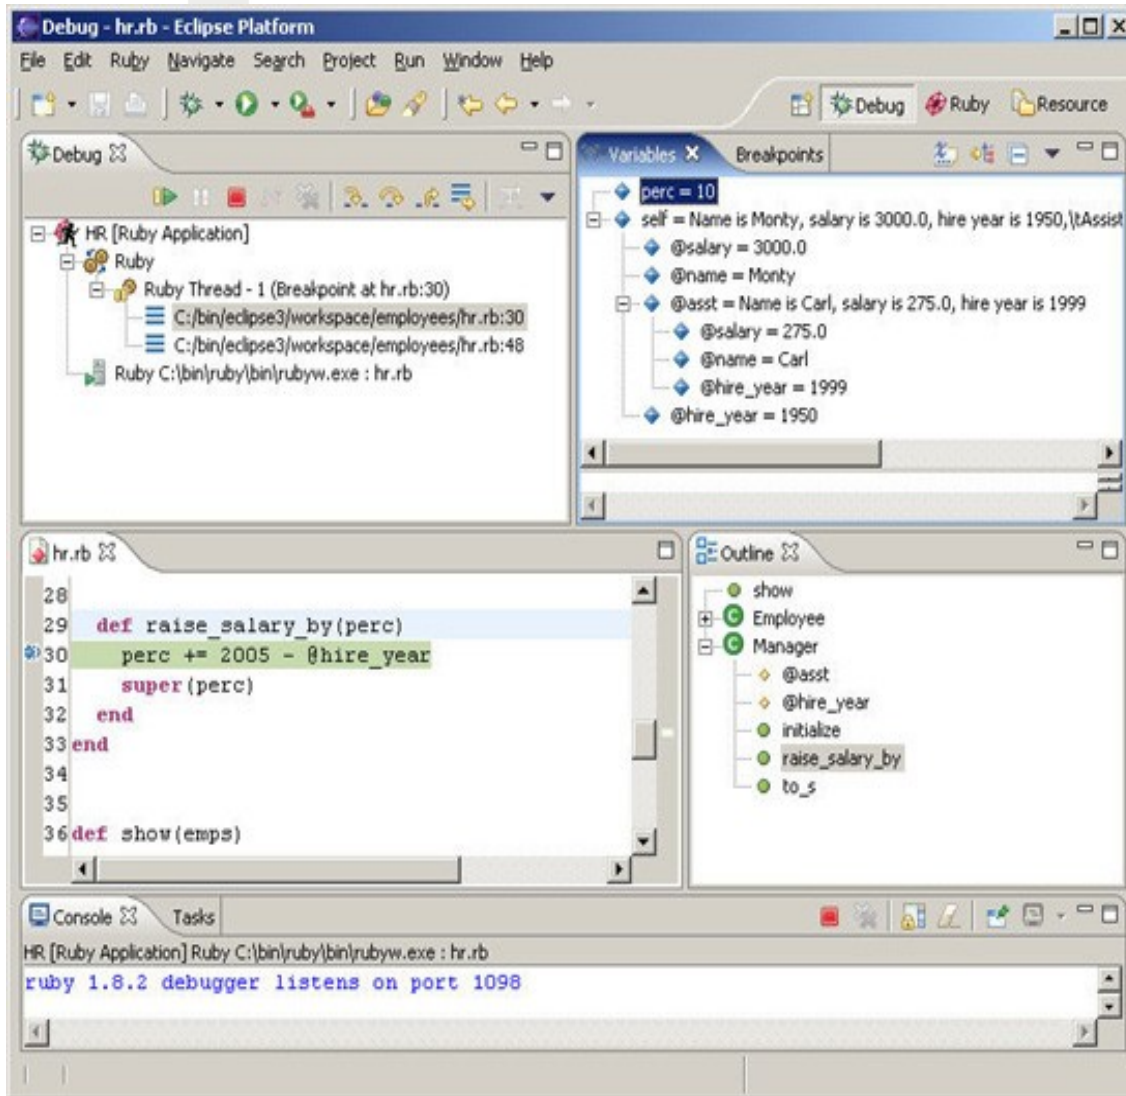 Debug - hr.rb - Eclipse Platform
File Edit Ruby Navigate Search Project Run Window Help
Debug Ruby Resource
Debug
HR [Ruby Application]
Ruby
Ruby Thread - 1 (Breakpoint at hr.rb:30)
C:/bin/eclipse3/workspace/employees/hr.rb:30
C:/bin/eclipse3/workspace/employees/hr.rb:48
Ruby C:\bin\ruby\bin\rubyw.exe : hr.rb
Variables Breakpoints
perc = 10
self = Name is Monty, salary is 3000.0, hire year is 1950,\tAssist
@salary = 3000.0
@name = Monty
@asst = Name is Carl, salary is 275.0, hire year is 1999
@salary = 275.0
@name = Carl
@hire_year = 1999
@hire_year = 1950
hr.rb
28
29 def raise_salary_by(perc)
30 perc += 2005 - @hire_year
31 super(perc)
32 end
33 end
34
35
36 def show(emps)
Outline
show
Employee
Manager
@asst
@hire_year
initialize
raise_salary_by
to_s
Console Tasks
HR [Ruby Application] Ruby C:\bin\ruby\bin\rubyw.exe : hr.rb
ruby 1.8.2 debugger listens on port 1098